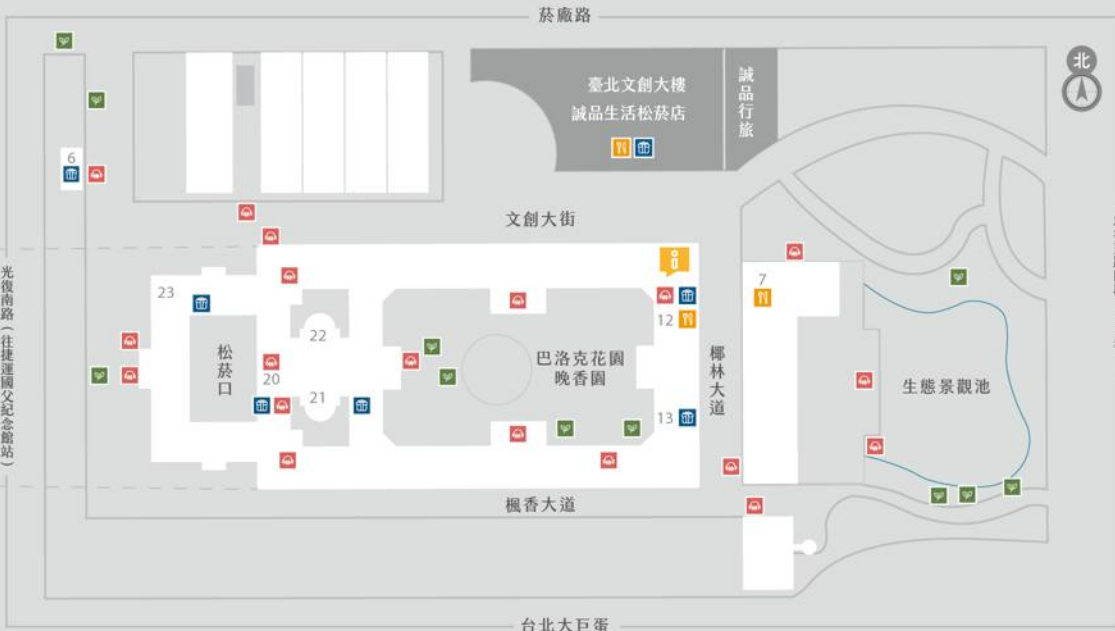 菸廠路
北
臺北文創大樓
誠品生活松菸店
誠品行旅
6
文創大街
光復南路(往捷運國父紀念館站)
23
松菸口
22
20
21
巴洛克花園
晚香園
12
13
椰林大道
7
生態景觀池
楓香大道
台北大巨蛋